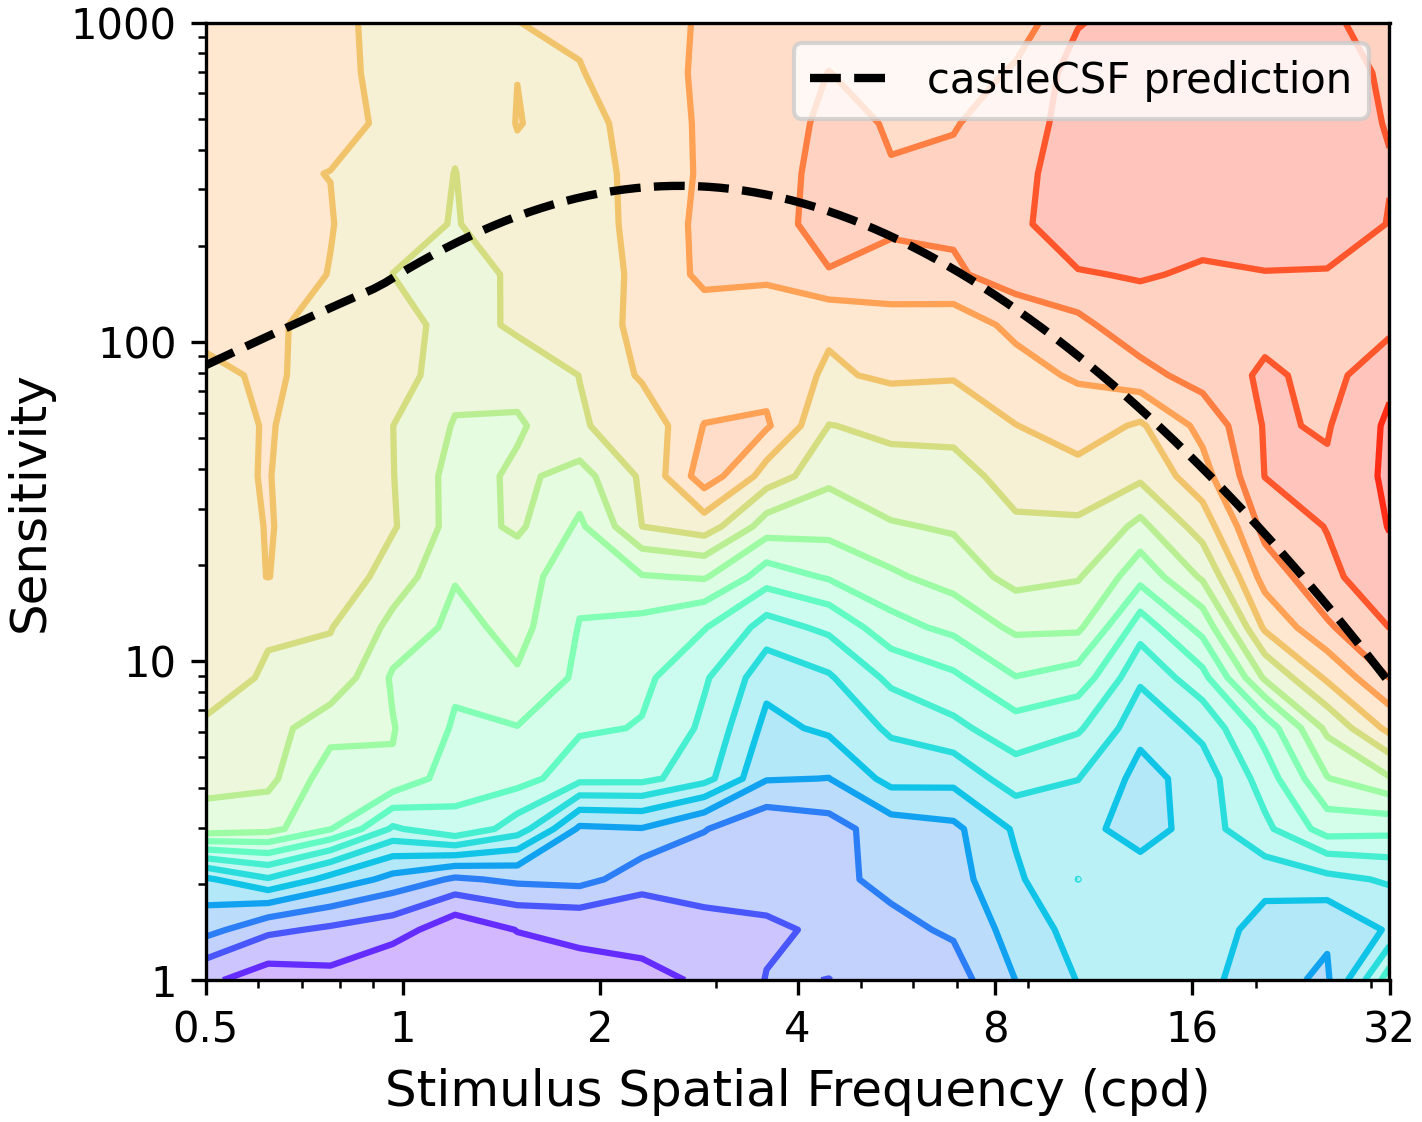 1000
100
10
1
Sensitivity
castleCSF prediction
0.5 1 2 4 8 16 32
Stimulus Spatial Frequency (cpd)